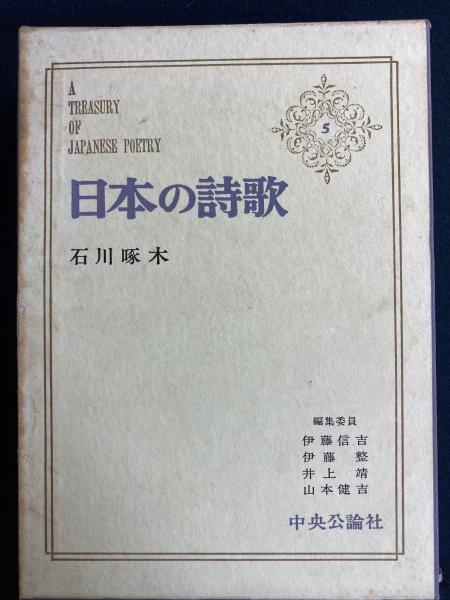 A
TREASURY
OF
JAPANESE POETRY
5
日本の詩歌
石川啄木
編集委員
伊藤信吉
伊藤整
井上靖
山本健吉
中央公論社